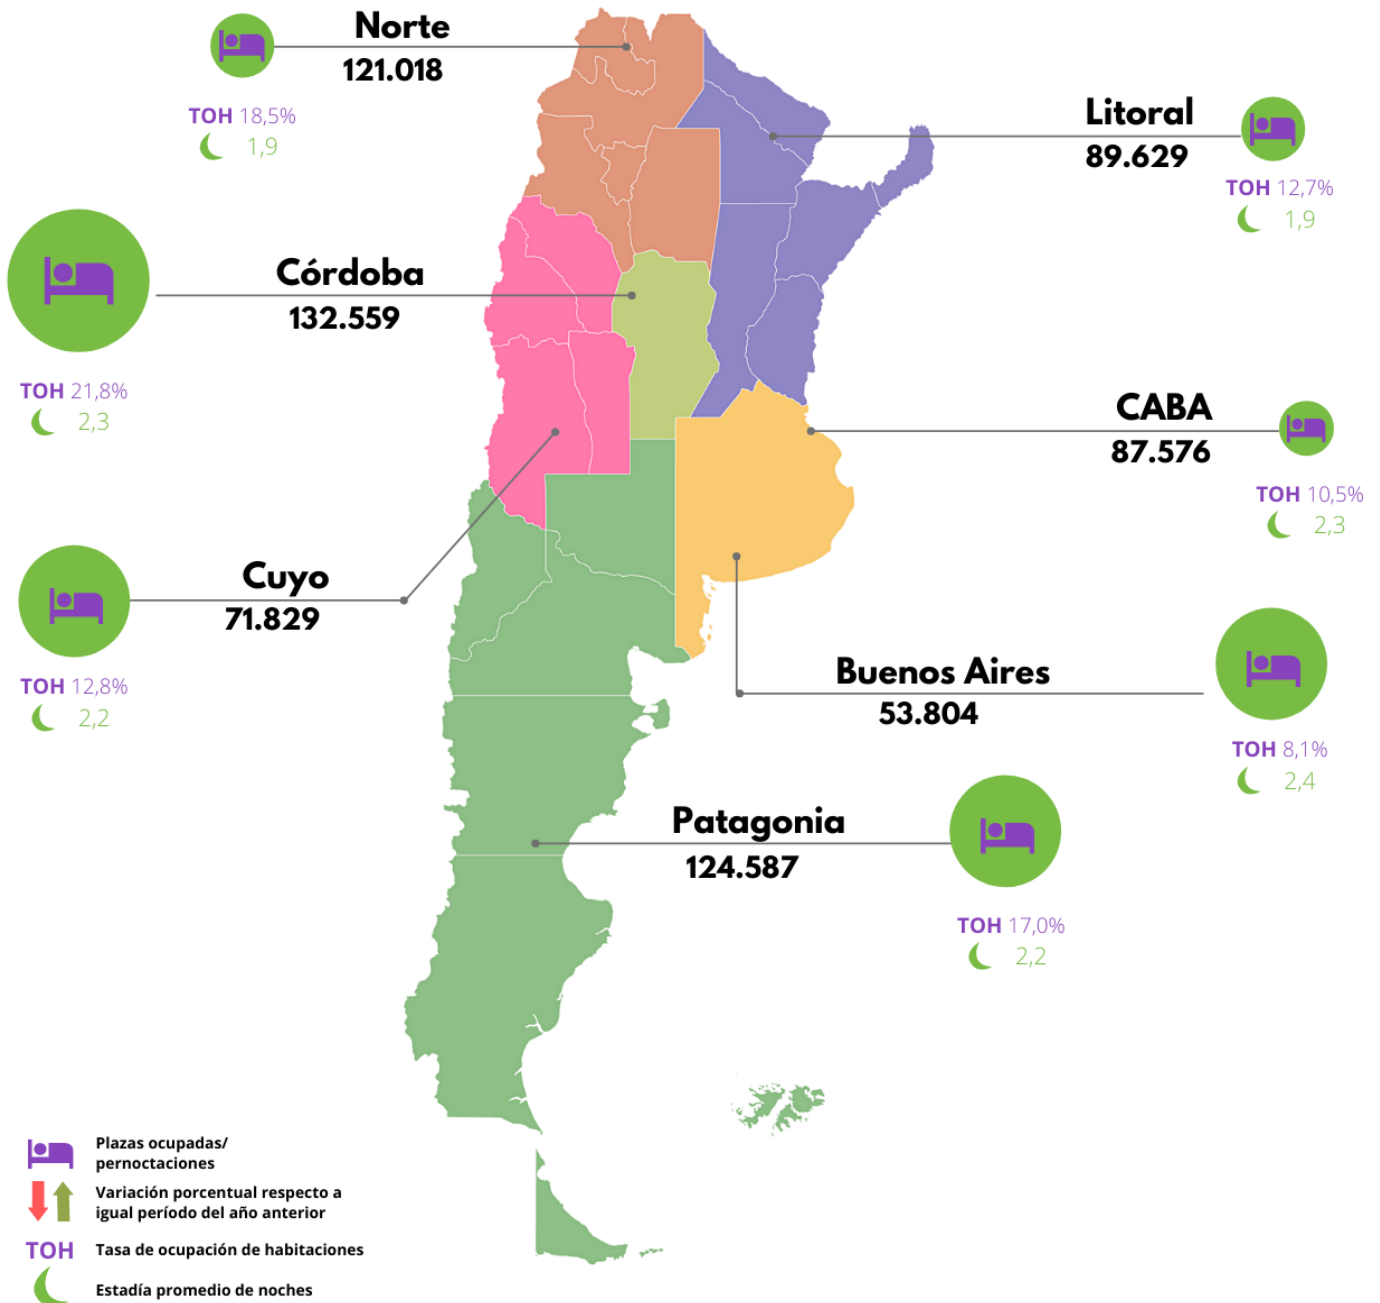 Norte
121.018
TOH 18,5%
1,9
Litoral
89.629
TOH 12,7%
1,9
Córdoba
132.559
TOH 21,8%
2,3
CABA
87.576
TOH 10,5%
2,3
Cuyo
71.829
TOH 12,8%
2,2
Buenos Aires
53.804
TOH 8,1%
2,4
Patagonia
124.587
TOH 17,0%
2,2
Plazas ocupadas/
pernoctaciones
Variación porcentual respecto a
igual período del año anterior
TOH Tasa de ocupación de habitaciones
Estadía promedio de noches